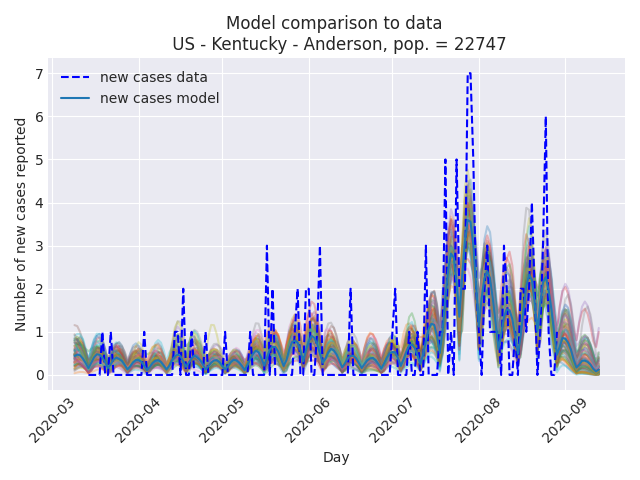 Model comparison to data
US - Kentucky - Anderson, pop. = 22747
new cases data
new cases model
Number of new cases reported
7
6
5
4
3
2
1
0
2020-03
2020-04
2020-05
2020-06
2020-07
2020-08
2020-09
Day